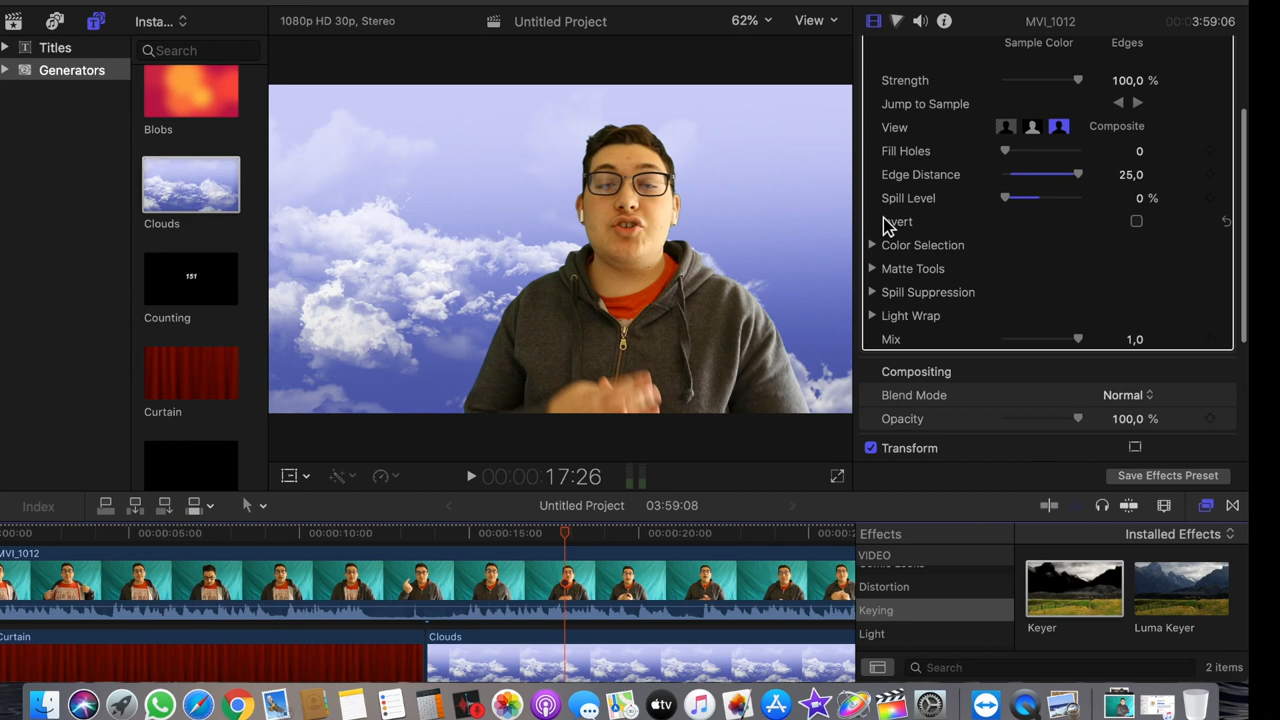 Insta...
1080p HD 30p, Stereo
Untitled Project
62%
View
MVI_1012
00:03:59:06
Titles
Generators
Search
Blobs
Clouds
151
Counting
Curtain
Sample Color
Edges
Strength
100,0 %
Jump to Sample
View
Composite
Fill Holes
0
Edge Distance
25,0
Spill Level
0 %
Color Selection
Matte Tools
Spill Suppression
Light Wrap
Mix
1,0
Compositing
Blend Mode
Normal
Opacity
100,0 %
Transform
Save Effects Preset
00:00:17:26
Index
Untitled Project
03:59:08
00:00:05:00
00:00:10:00
00:00:15:00
00:00:20:00
MVI_1012
Curtain
Clouds
Effects
Installed Effects
VIDEO
Distortion
Keying
Light
Keyer
Luma Keyer
Search
2 items
tv